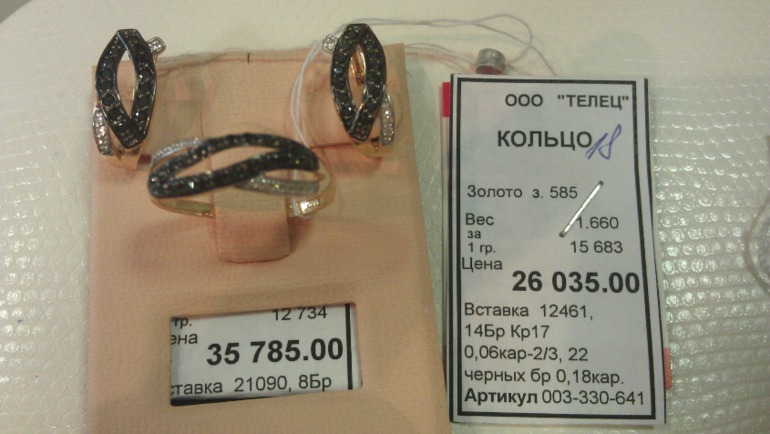 ООО "ТЕЛЕЦ"
КОЛЬЦО 18
Золото з. 585
Вес 1.660
за
1 гр. 15 683
Цена
26 035.00
Вставка 12461,
14Бр Кр17
0,06кар-2/3, 22
черных бр 0,18кар.
Артикул 003-330-641
гр. 12 734
ена
35 785.00
ставка 21090, 8Бр